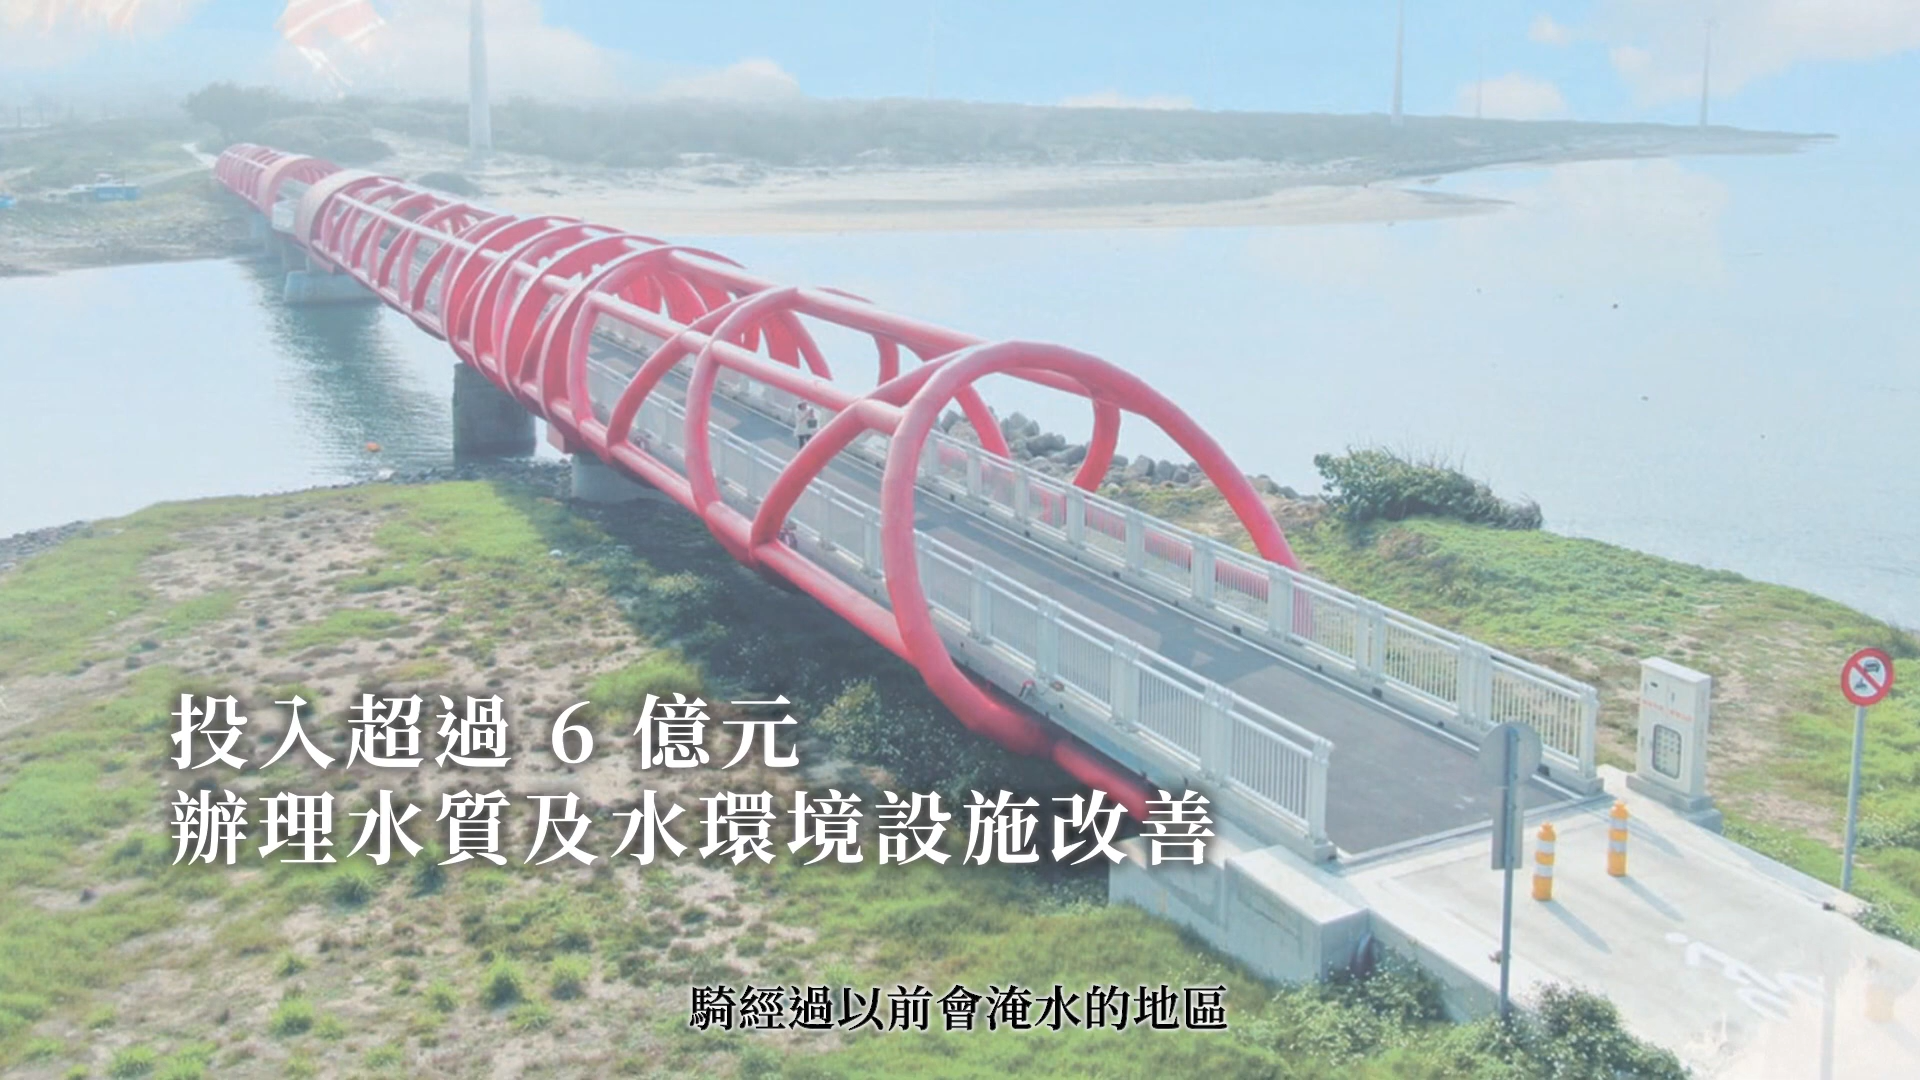 投入超過 6 億元
辦理水質及水環境設施改善
騎經過以前會淹水的地區